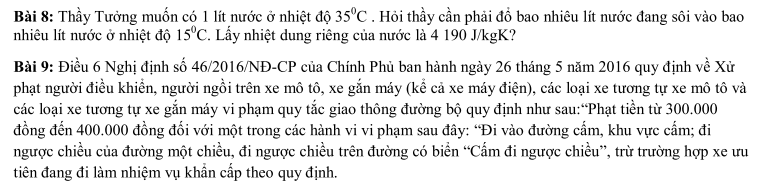 Bài 8: Thầy Tưởng muốn có 1 lít nước ở nhiệt độ 35⁰C . Hỏi thầy cần phải đổ bao nhiêu lít nước đang sôi vào bao
nhiêu lít nước ở nhiệt độ 15⁰C. Lấy nhiệt dung riêng của nước là 4 190 J/kgK?
Bài 9: Điều 6 Nghị định số 46/2016/NĐ-CP của Chính Phủ ban hành ngày 26 tháng 5 năm 2016 quy định về Xử
phạt người điều khiển, người ngồi trên xe mô tô, xe gắn máy (kể cả xe máy điện), các loại xe tương tự xe mô tô và
các loại xe tương tự xe gắn máy vi phạm quy tắc giao thông đường bộ quy định như sau:“Phạt tiền từ 300.000
đồng đến 400.000 đồng đối với một trong các hành vi vi phạm sau đây: “Đi vào đường cấm, khu vực cấm; đi
ngược chiều của đường một chiều, đi ngược chiều trên đường có biển “Cấm đi ngược chiều”, trừ trường hợp xe ưu
tiên đang đi làm nhiệm vụ khẩn cấp theo quy định.